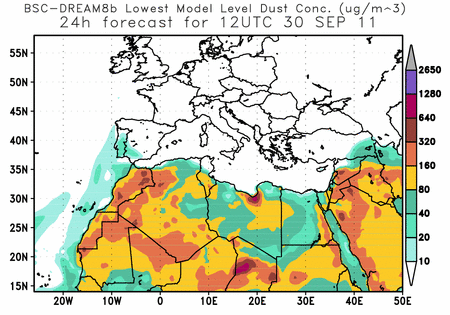 BSC-DREAM8b Lowest Model Level Dust Conc. (ug/m^3)
24h forecast for 12UTC 30 SEP 11
55N
50N
45N
40N
35N
30N
25N
20N
15N
20W 10W 0 10E 20E 30E 40E 50E
2650
1280
640
320
160
80
40
20
10